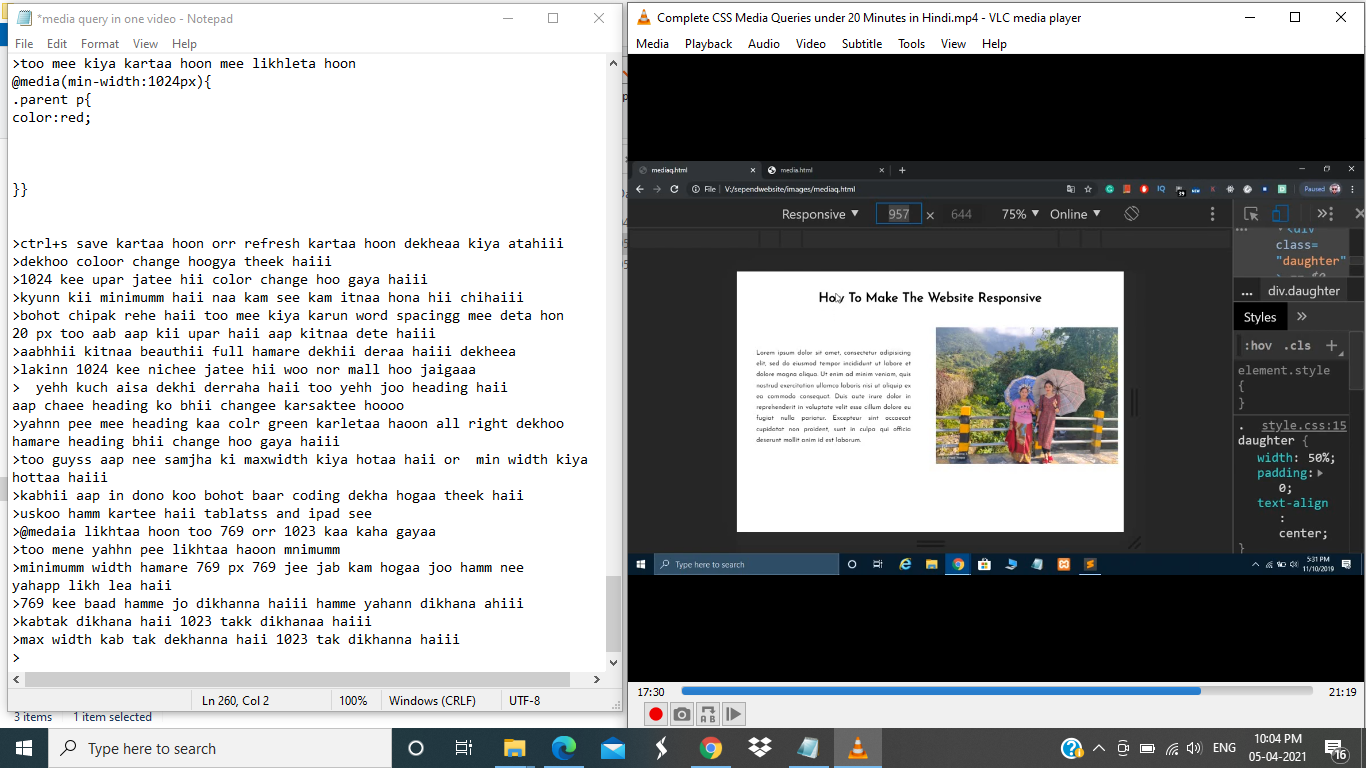 *media query in one video - Notepad
File Edit Format View Help
>too mee kiya kartaa hoon mee likhleta hoon
@media(min-width:1024px){
.parent p{
color:red;
}}
>ctrl+s save kartaa hoon orr refresh kartaa hoon dekheaa kiya atahiii
>dekhoo coloor change hoogya theek haiii
>1024 kee upar jatee hii color change hoo gaya haiii
>kyunn kii minimumm haii naa kam see kam itnaa hona hii chihaiii
>bohot chipak rehe haii too mee kiya karun word spacingg mee deta hon
20 px too aab aap kii upar haii aap kitnaa dete haiii
>aabhhii kitnaa beauthii full hamare dekhii deraa haiii dekheea
>lakinn 1024 kee nichee jatee hii woo nor mall hoo jaigaaa
>  yehh kuch aisa dekhi derraha haii too yehh joo heading haii
aap chaee heading ko bhii changee karsaktee hoooo
>yahnn pee mee heading kaa colr green karletaa haoon all right dekhoo
hamare heading bhii change hoo gaya haiii
>too guyss aap nee samjha ki maxwidth kiya hotaa haii or  min width kiya
hottaa haiii
>kabhii aap in dono koo bohot baar coding dekha hogaa theek haii
>uskoo hamm kartee haii tablatss and ipad see
>@medaia likhtaa hoon too 769 orr 1023 kaa kaha gayaa
>too mene yahhn pee likhtaa haoon mnimumm
>minimumm width hamare 769 px 769 jee jab kam hogaa joo hamm nee
yahapp likh lea haii
>769 kee baad hamme jo dikhanna haiii hamme yahann dikhana ahiii
>kabtak dikhana haii 1023 takk dikhanaa haiii
>max width kab tak dekhanna haii 1023 tak dikhanna haiii
>
Ln 260, Col 2 100% Windows (CRLF) UTF-8
3 items 1 item selected
Complete CSS Media Queries under 20 Minutes in Hindi.mp4 - VLC media player
Media Playback Audio Video Subtitle Tools View Help
mediaq.html media.html
File V:/sependwebsite/images/mediaq.html Paused
Responsive 957 × 644 75% Online
How To Make The Website Responsive
Lorem ipsum dolor sit amet, consectetur adipisicing
elit, sed do eiusmod tempor incididunt ut labore et
dolore magna aliqua. Ut enim ad minim veniam, quis
nostrud exercitation ullamco laboris nisi ut aliquip ex
ea commodo consequat. Duis aute irure dolor in
reprehenderit in voluptate velit esse cillum dolore eu
fugiat nulla pariatur. Excepteur sint occaecat
cupidatat non proident, sunt in culpa qui officia
deserunt mollit anim id est laborum.
<div
class=
"daughter"
... div.daughter
Styles
:hov .cls +
element.style
{
}
. style.css:15
daughter {
width: 50%;
padding:
0;
text-align
:
center;
}
Type here to search
5:31 PM
11/10/2019
17:30 21:19
Type here to search
ENG
10:04 PM
05-04-2021
16